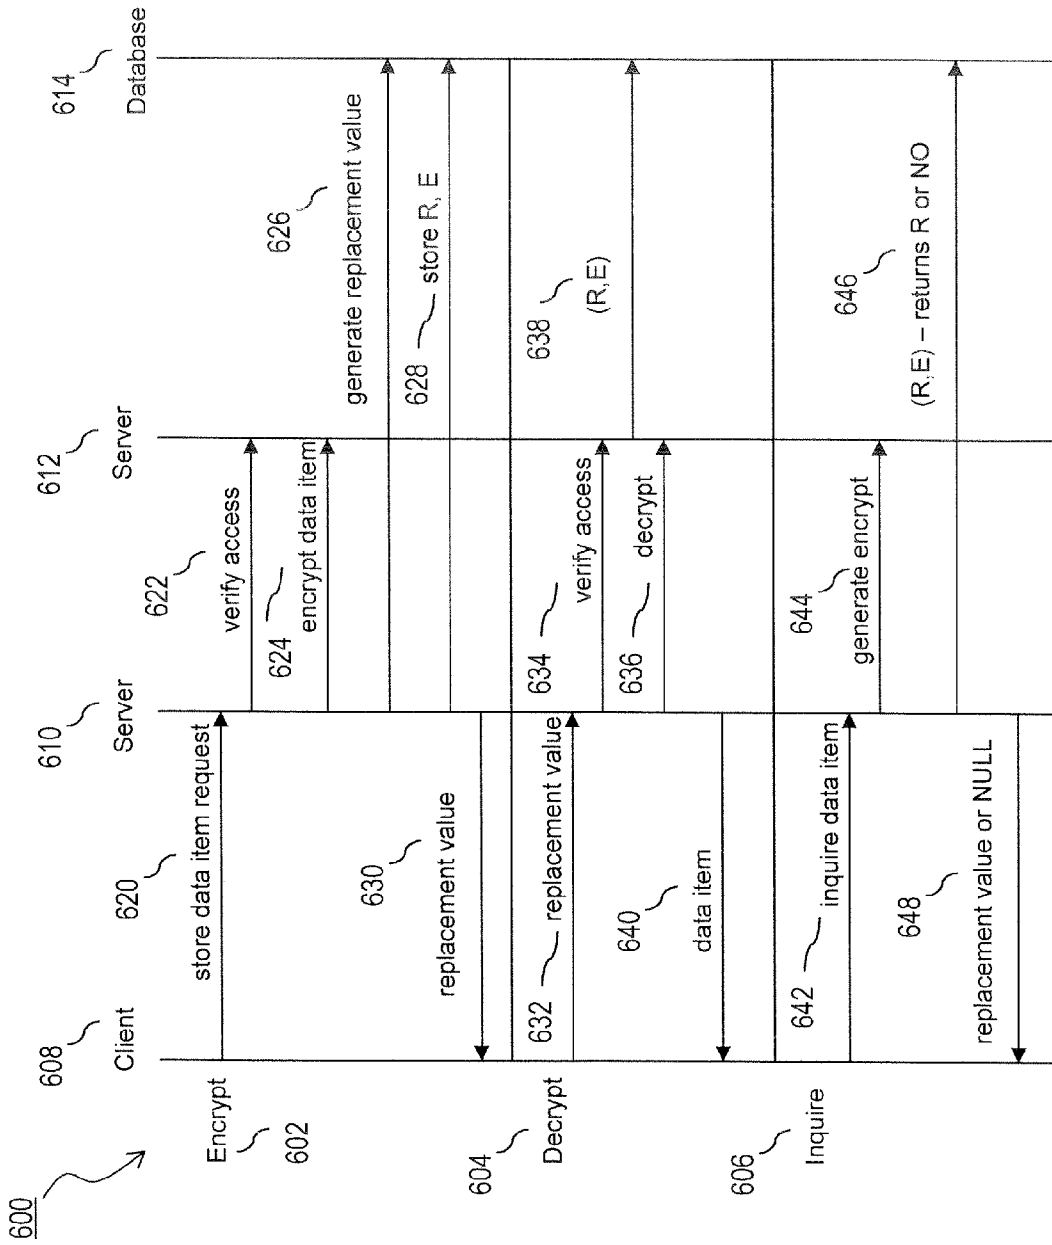 600
608
Client
610
Server
612
Server
614
Database
Encrypt
602
620
store data item request
622
verify access
624
encrypt data item
626
generate replacement value
628
store R, E
630
replacement value
604
Decrypt
632
replacement value
634
verify access
638
(R,E)
636
decrypt
640
data item
606
Inquire
642
inquire data item
644
generate encrypt
646
(R,E) – returns R or NO
648
replacement value or NULL